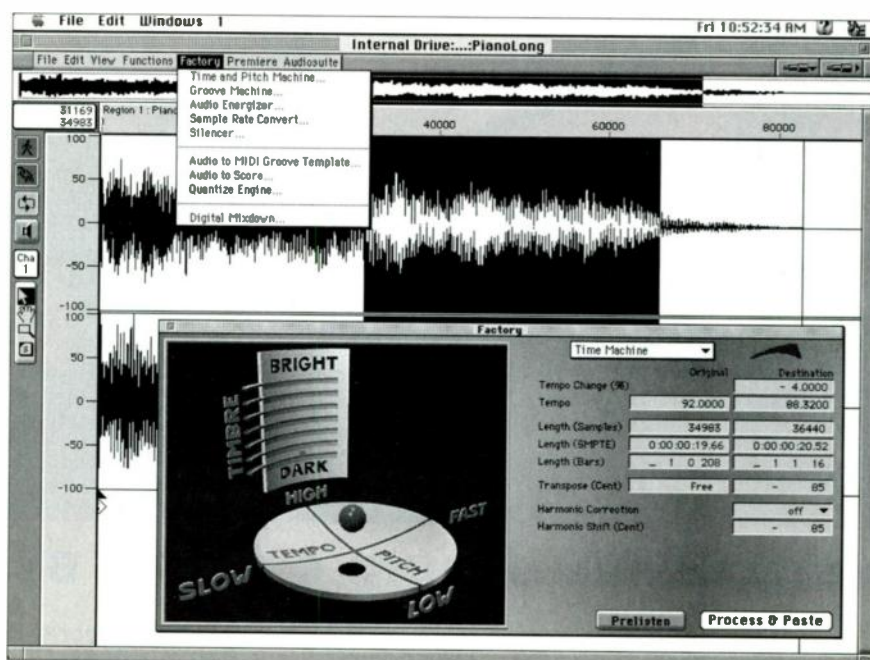 File Edit Windows 1
Fri 10:52:34 AM
Internal Drive:...:PianoLong
File Edit View Functions Factory Premiere Audiosuite
Time and Pitch Machine...
Groove Machine...
Audio Energizer...
Sample Rate Convert...
Silencer...
Audio to MIDI Groove Template...
Audio to Score...
Quantize Engine...
Digital Mixdown...
31169
34983
Region 1 : Piano
40000
60000
80000
100
50
0
-50
-100
Cha
1
100
50
0
-50
-100
Factory
BRIGHT
TIMBRE
DARK
HIGH
FAST
TEMPO
PITCH
SLOW
LOW
Time Machine
Original Destination
Tempo Change (%) - 4.0000
Tempo 92.0000 88.3200
Length (Samples) 34983 36440
Length (SMPTE) 0:00:00:19.66 0:00:00:20.52
Length (Bars) _ 1 0 208 _ 1 1 16
Transpose (Cent) Free - 85
Harmonic Correction off
Harmonic Shift (Cent) - 85
Prelisten
Process & Paste